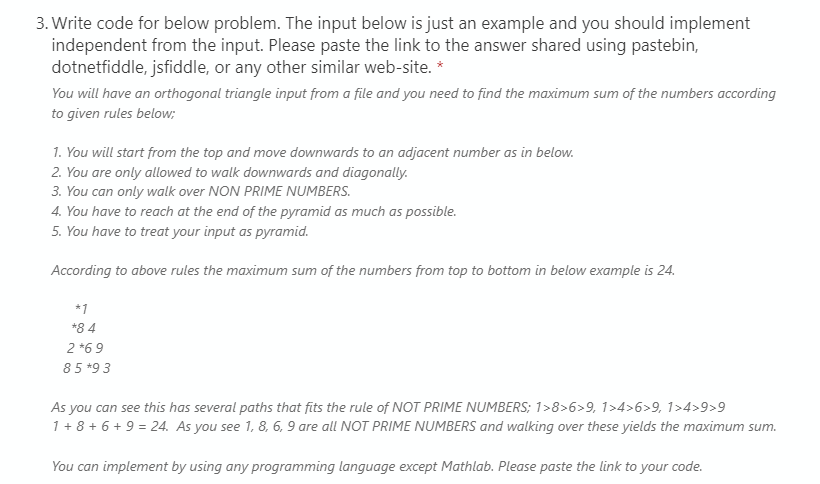 3. Write code for below problem. The input below is just an example and you should implement
independent from the input. Please paste the link to the answer shared using pastebin,
dotnetfiddle, jsfiddle, or any other similar web-site. *
You will have an orthogonal triangle input from a file and you need to find the maximum sum of the numbers according
to given rules below;
1. You will start from the top and move downwards to an adjacent number as in below.
2. You are only allowed to walk downwards and diagonally.
3. You can only walk over NON PRIME NUMBERS.
4. You have to reach at the end of the pyramid as much as possible.
5. You have to treat your input as pyramid.
According to above rules the maximum sum of the numbers from top to bottom in below example is 24.
*1
*8 4
2 *6 9
8 5 *9 3
As you can see this has several paths that fits the rule of NOT PRIME NUMBERS; 1>8>6>9, 1>4>6>9, 1>4>9>9
1 + 8 + 6 + 9 = 24. As you see 1, 8, 6, 9 are all NOT PRIME NUMBERS and walking over these yields the maximum sum.
You can implement by using any programming language except Mathlab. Please paste the link to your code.